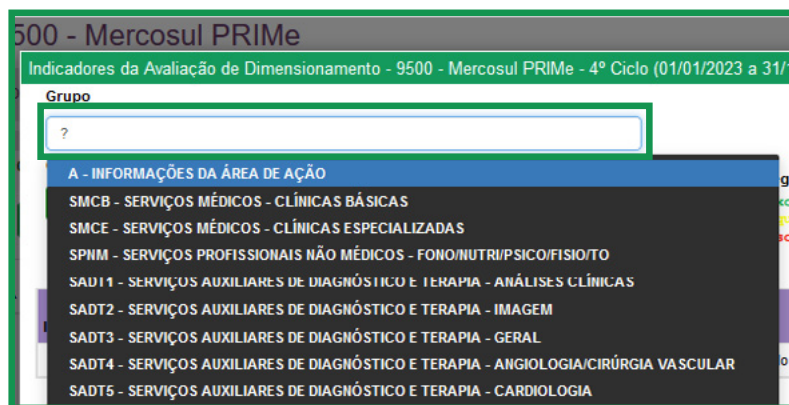 500 - Mercosul PRIMe
Indicadores da Avaliação de Dimensionamento - 9500 - Mercosul PRIMe - 4º Ciclo (01/01/2023 a 31/
Grupo
?
A - INFORMAÇÕES DA ÁREA DE AÇÃO
SMCB - SERVIÇOS MÉDICOS - CLÍNICAS BÁSICAS
SMCE - SERVIÇOS MÉDICOS - CLÍNICAS ESPECIALIZADAS
SPNM - SERVIÇOS PROFISSIONAIS NÃO MÉDICOS - FONO/NUTRI/PSICO/FISIO/TO
SADT1 - SERVIÇOS AUXILIARES DE DIAGNÓSTICO E TERAPIA - ANÁLISES CLÍNICAS
SADT2 - SERVIÇOS AUXILIARES DE DIAGNÓSTICO E TERAPIA - IMAGEM
SADT3 - SERVIÇOS AUXILIARES DE DIAGNÓSTICO E TERAPIA - GERAL
SADT4 - SERVIÇOS AUXILIARES DE DIAGNÓSTICO E TERAPIA - ANGIOLOGIA/CIRÚRGIA VASCULAR
SADT5 - SERVIÇOS AUXILIARES DE DIAGNÓSTICO E TERAPIA - CARDIOLOGIA